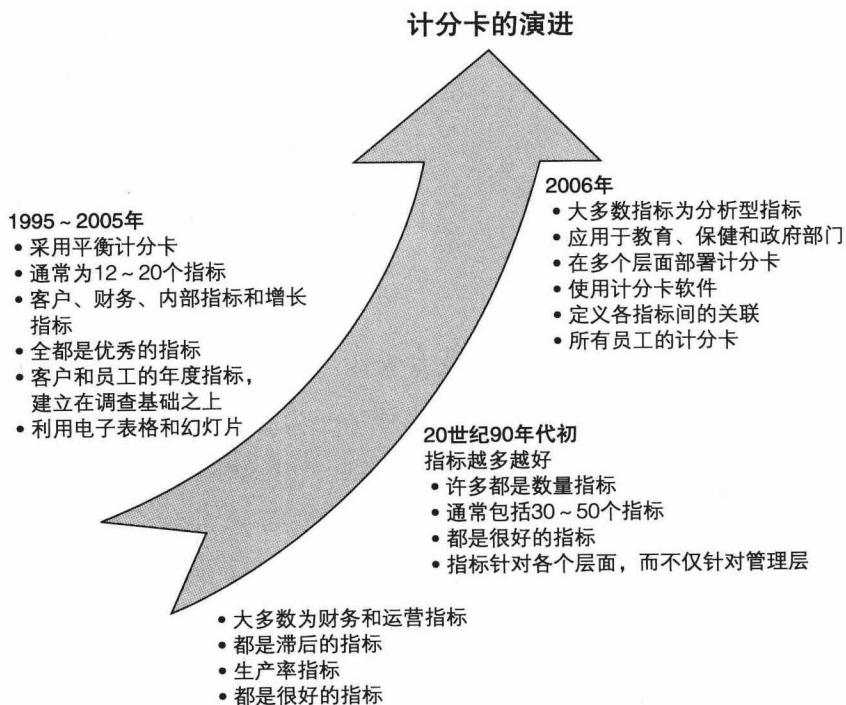 计分卡的演进
1995～2005年
• 采用平衡计分卡
• 通常为12～20个指标
• 客户、财务、内部指标和增长
指标
• 全都是优秀的指标
• 客户和员工的年度指标，
建立在调查基础之上
• 利用电子表格和幻灯片
2006年
• 大多数指标为分析型指标
• 应用于教育、保健和政府部门
• 在多个层面部署计分卡
• 使用计分卡软件
• 定义各指标间的关联
• 所有员工的计分卡
20世纪90年代初
指标越多越好
• 许多都是数量指标
• 通常包括30～50个指标
• 都是很好的指标
• 指标针对各个层面，而不仅针对管理层
• 大多数为财务和运营指标
• 都是滞后的指标
• 生产率指标
• 都是很好的指标